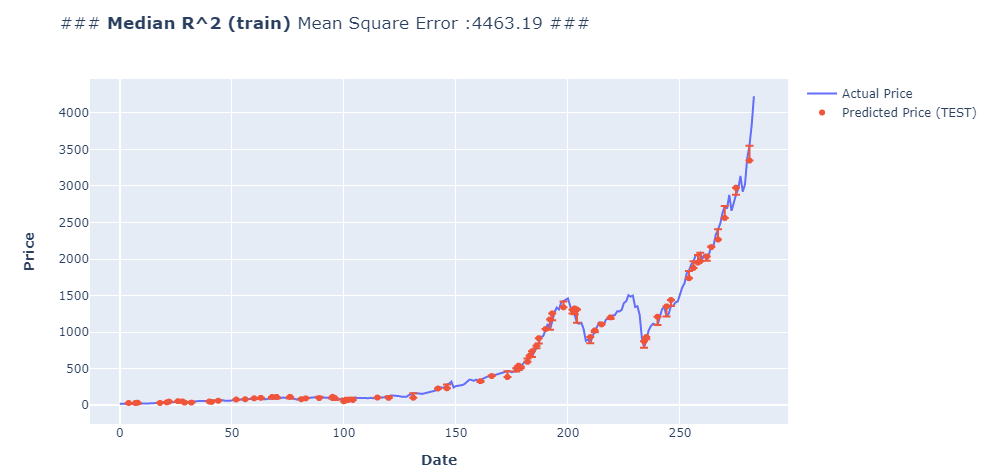 ### Median R^2 (train) Mean Square Error :4463.19 ###
Actual Price
Predicted Price (TEST)
4000
3500
3000
2500
2000
1500
1000
500
0
Price
0 50 100 150 200 250
Date